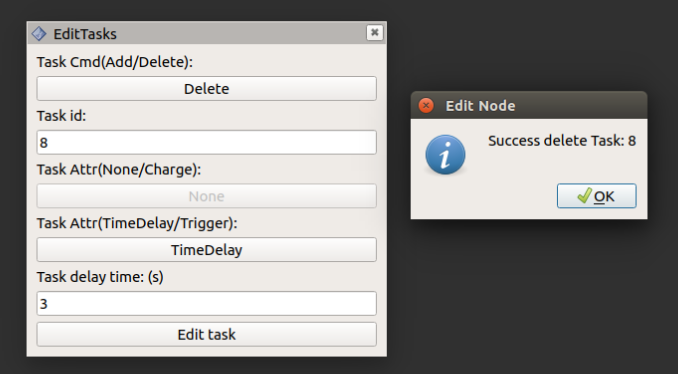 EditTasks
Task Cmd(Add/Delete):
Delete
Task id:
8
Task Attr(None/Charge):
None
Task Attr(TimeDelay/Trigger):
TimeDelay
Task delay time: (s)
3
Edit task
Edit Node
Success delete Task: 8
OK